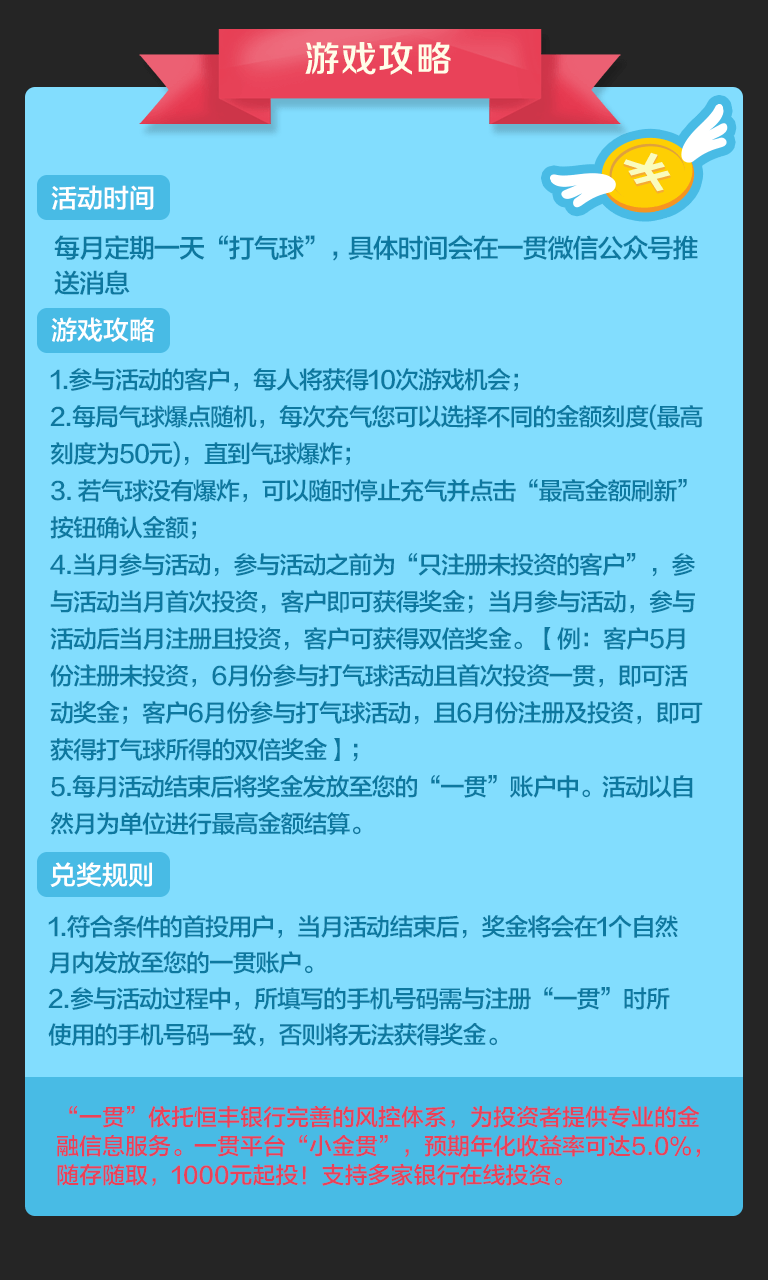 游戏攻略
活动时间
每月定期一天“打气球”，具体时间会在一贯微信公众号推
送消息
游戏攻略
1.参与活动的客户，每人将获得10次游戏机会；
2.每局气球爆点随机，每次充气您可以选择不同的金额刻度(最高
刻度为50元)，直到气球爆炸；
3. 若气球没有爆炸，可以随时停止充气并点击“最高金额刷新”
按钮确认金额；
4.当月参与活动，参与活动之前为“只注册未投资的客户”，参
与活动当月首次投资，客户即可获得奖金；当月参与活动，参与
活动后当月注册且投资，客户可获得双倍奖金。【例：客户5月
份注册未投资，6月份参与打气球活动且首次投资一贯，即可活
动奖金；客户6月份参与打气球活动，且6月份注册及投资，即可
获得打气球所得的双倍奖金】；
5.每月活动结束后将奖金发放至您的“一贯”账户中。活动以自
然月为单位进行最高金额结算。
兑奖规则
1.符合条件的首投用户，当月活动结束后，奖金将会在1个自然
月内发放至您的一贯账户。
2.参与活动过程中，所填写的手机号码需与注册“一贯”时所
使用的手机号码一致，否则将无法获得奖金。
“一贯”依托恒丰银行完善的风控体系，为投资者提供专业的金
融信息服务。一贯平台“小金贯”，预期年化收益率可达5.0%，
随存随取，1000元起投！支持多家银行在线投资。